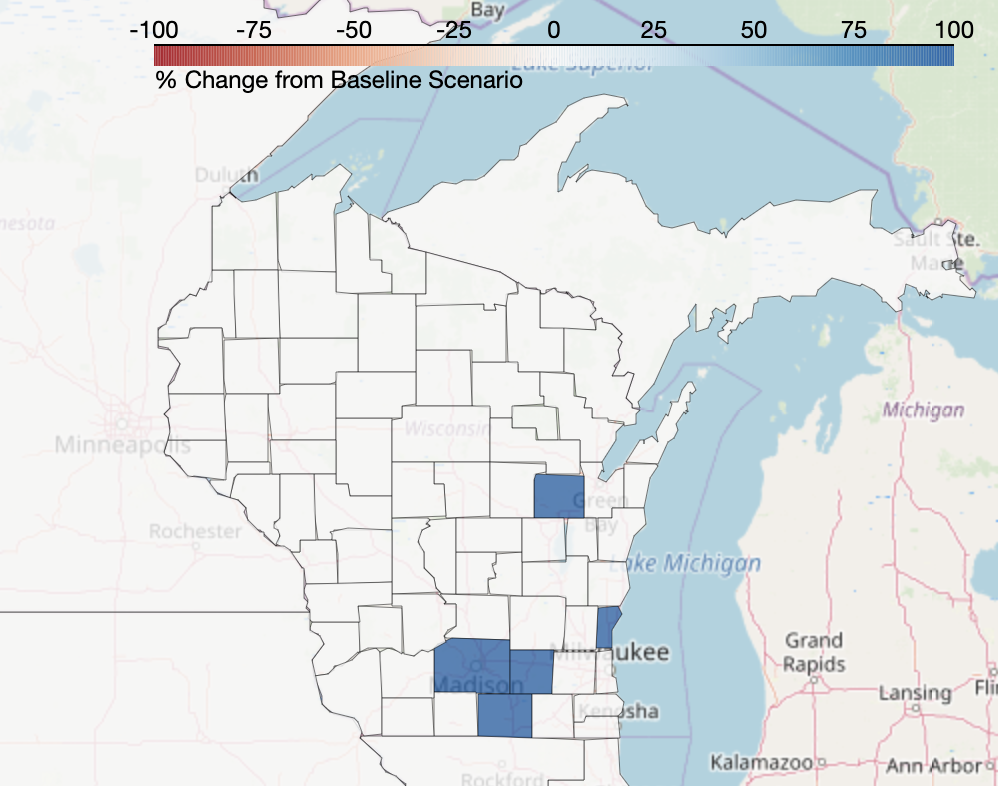 Bay
-100 -75 -50 -25 0 25 50 75 100
Lake Superior
% Change from Baseline Scenario
Duluth
nesota
Sault Ste.
Marie
Minneapolis
Wisconsin
Michigan
Green
Bay
Rochester
Lake Michigan
Milwaukee
Grand
Rapids
Madison
Lansing
Flin
Kenosha
Kalamazoo
Ann Arbor
Rockford